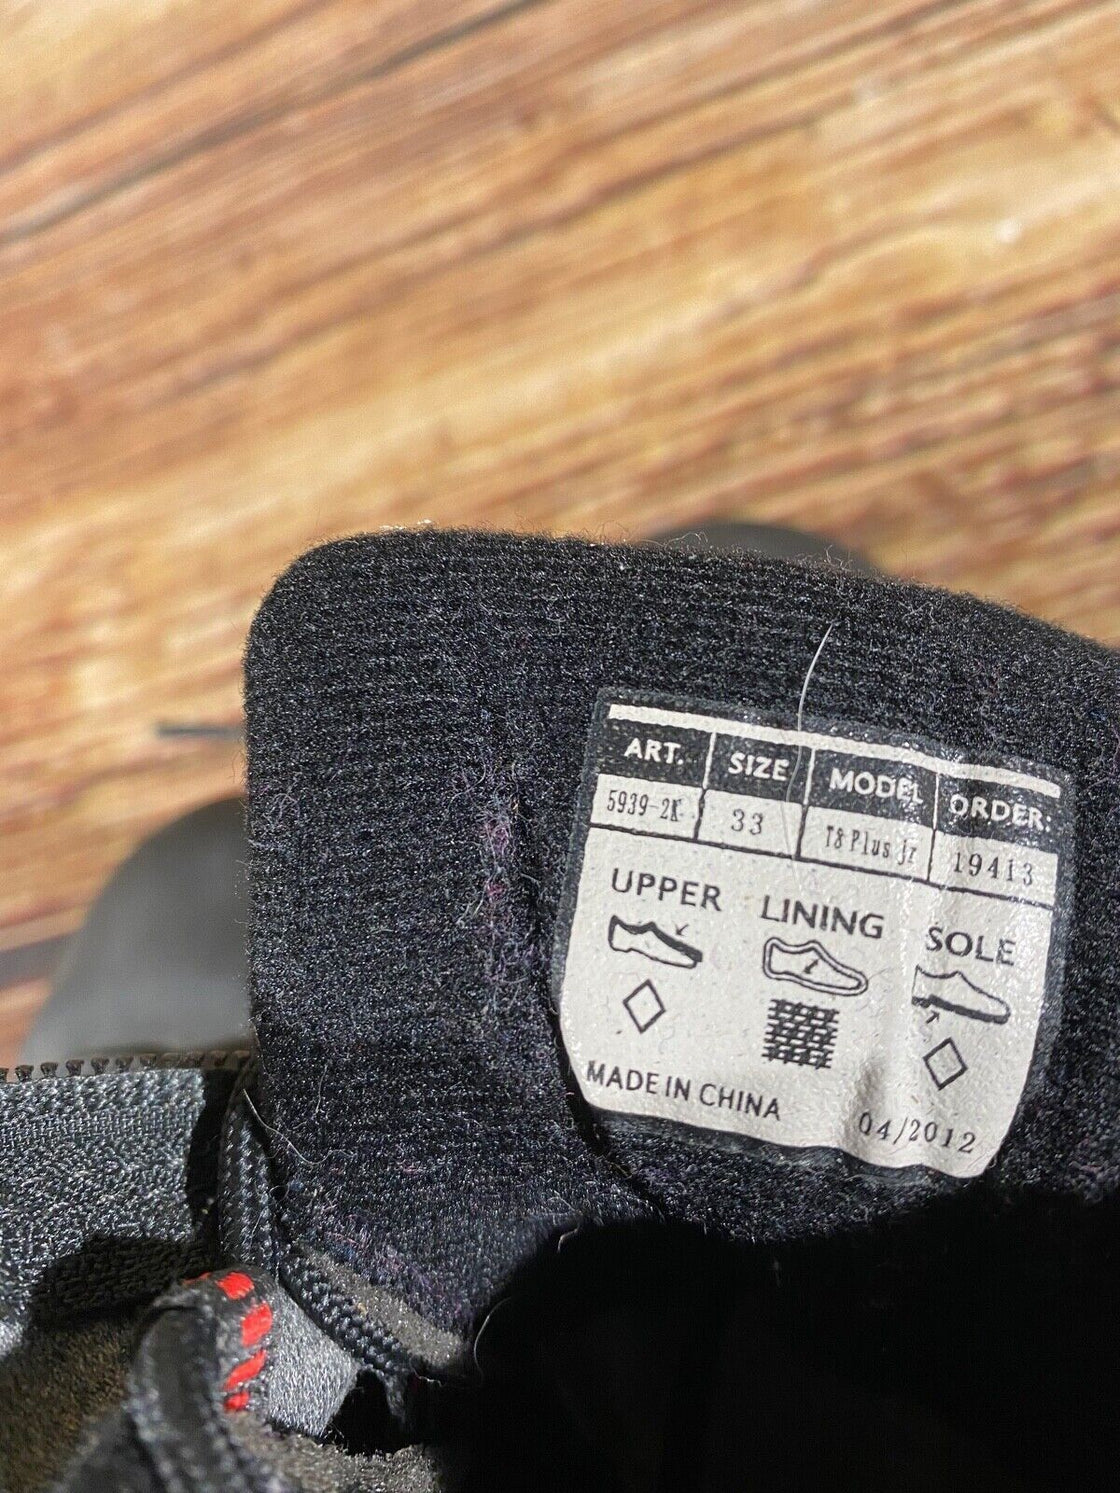 ART. SIZE MODEL ORDER:
5939-2K 33 T8 Plus Jr 19413
UPPER LINING SOLE
MADE IN CHINA
04/2012